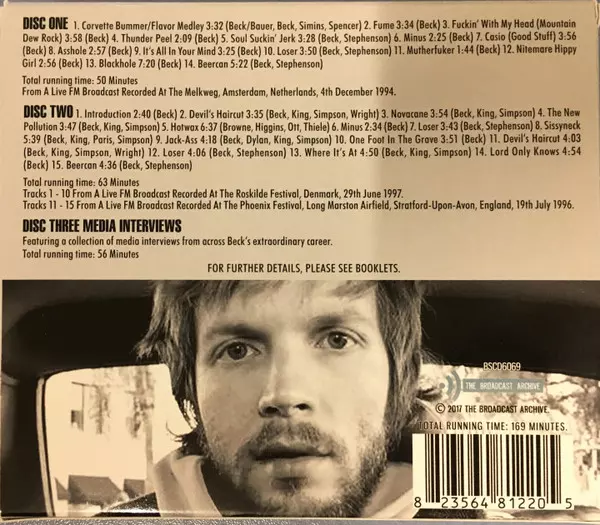 DISC ONE 1. Corvette Bummer/Flavor Medley 3:32 (Beck/Bauer, Beck, Simins, Spencer) 2. Fume 3:34 (Beck) 3. Fuckin' With My Head (Mountain
Dew Rock) 3:58 (Beck) 4. Thunder Peel 2:09 (Beck) 5. Soul Suckin' Jerk 3:28 (Beck, Stephenson) 6. Minus 2:25 (Beck) 7. Casio (Good Stuff) 3:56
(Beck) 8. Asshole 2:57 (Beck) 9. It's All In Your Mind 3:25 (Beck) 10. Loser 3:50 (Beck, Stephenson) 11. Mutherfuker 1:44 (Beck) 12. Nitemare Hippy
Girl 2:56 (Beck) 13. Blackhole 7:20 (Beck) 14. Beercan 5:22 (Beck, Stephenson)
Total running time: 50 Minutes
From A Live FM Broadcast Recorded At The Melkweg, Amsterdam, Netherlands, 4th December 1994.
DISC TWO 1. Introduction 2:40 (Beck) 2. Devil's Haircut 3:35 (Beck, King, Simpson, Wright) 3. Novacane 3:54 (Beck, King, Simpson) 4. The New
Pollution 3:47 (Beck, King, Simpson) 5. Hotwax 6:37 (Browne, Higgins, Ott, Thiele) 6. Minus 2:34 (Beck) 7. Loser 3:43 (Beck, Stephenson) 8. Sissyneck
5:39 (Beck, King, Paris, Simpson) 9. Jack-Ass 4:18 (Beck, Dylan, King, Simpson) 10. One Foot In The Grave 3:51 (Beck) 11. Devil's Haircut 4:03
(Beck, King, Simpson, Wright) 12. Loser 4:06 (Beck, Stephenson) 13. Where It's At 4:50 (Beck, King, Simpson) 14. Lord Only Knows 4:54
(Beck) 15. Beercan 4:36 (Beck, Stephenson)
Total running time: 63 Minutes
Tracks 1 - 10 From A Live FM Broadcast Recorded At The Roskilde Festival, Denmark, 29th June 1997.
Tracks 11 - 15 From A Live FM Broadcast Recorded At The Phoenix Festival, Long Marston Airfield, Stratford-Upon-Avon, England, 19th July 1996.
DISC THREE MEDIA INTERVIEWS
Featuring a collection of media interviews from across Beck's extraordinary career.
Total running time: 56 Minutes
FOR FURTHER DETAILS, PLEASE SEE BOOKLETS.
BSCD6069
THE BROADCAST ARCHIVE
© 2017 THE BROADCAST ARCHIVE.
TOTAL RUNNING TIME: 169 MINUTES.
8 23564 81220 5